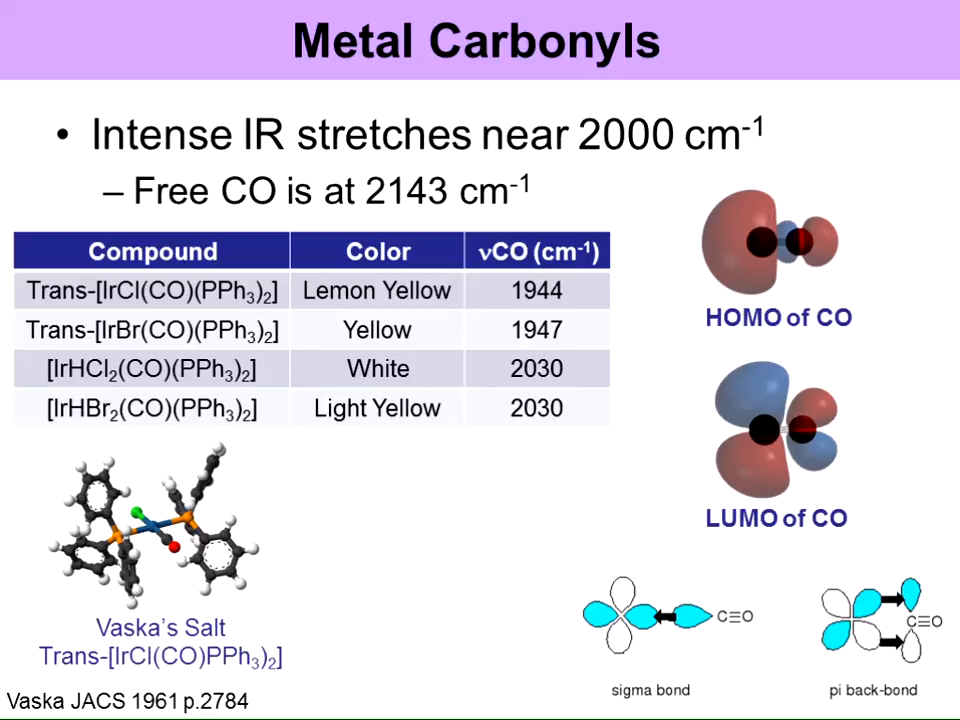 Metal Carbonyls
• Intense IR stretches near 2000 cm⁻¹
– Free CO is at 2143 cm⁻¹
Compound Color νCO (cm⁻¹)
Trans-[IrCl(CO)(PPh₃)₂] Lemon Yellow 1944
Trans-[IrBr(CO)(PPh₃)₂] Yellow 1947
[IrHCl₂(CO)(PPh₃)₂] White 2030
[IrHBr₂(CO)(PPh₃)₂] Light Yellow 2030
HOMO of CO
LUMO of CO
Vaska's Salt
Trans-[IrCl(CO)PPh₃)₂]
C≡O
sigma bond
C≡O
pi back-bond
Vaska JACS 1961 p.2784